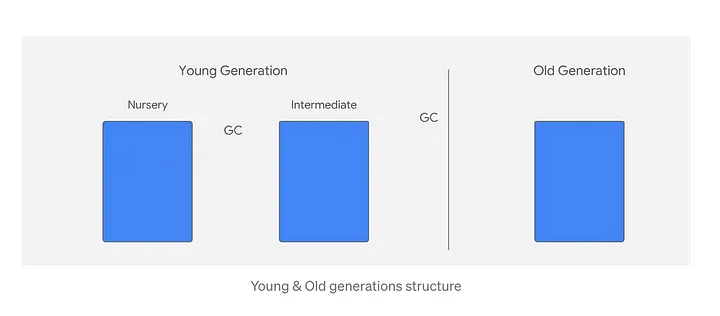 Young Generation
Old Generation
Nursery
Intermediate
GC
GC
Young & Old generations structure